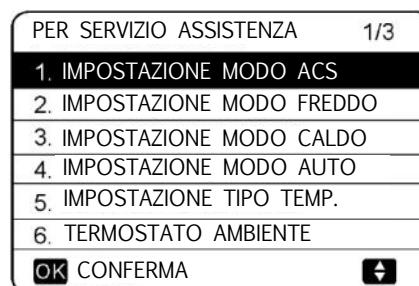 PER SERVIZIO ASSISTENZA 1/3
1. IMPOSTAZIONE MODO ACS
2. IMPOSTAZIONE MODO FREDDO
3. IMPOSTAZIONE MODO CALDO
4. IMPOSTAZIONE MODO AUTO
5. IMPOSTAZIONE TIPO TEMP.
6. TERMOSTATO AMBIENTE
OK CONFERMA